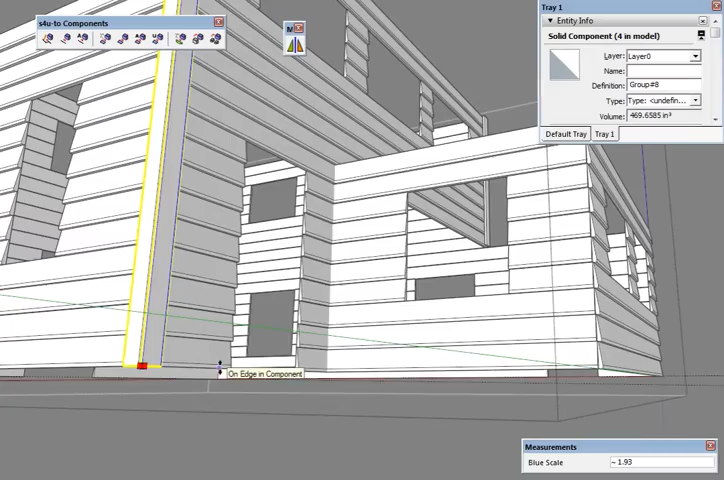 s4u-to Components
M
Tray 1
Entity Info
Solid Component (4 in model)
Layer: Layer0
Name:
Definition: Group#8
Type: Type: <undefin...
Volume: 469.6585 in³
Default Tray Tray 1
On Edge in Component
Measurements
Blue Scale ~ 1.93